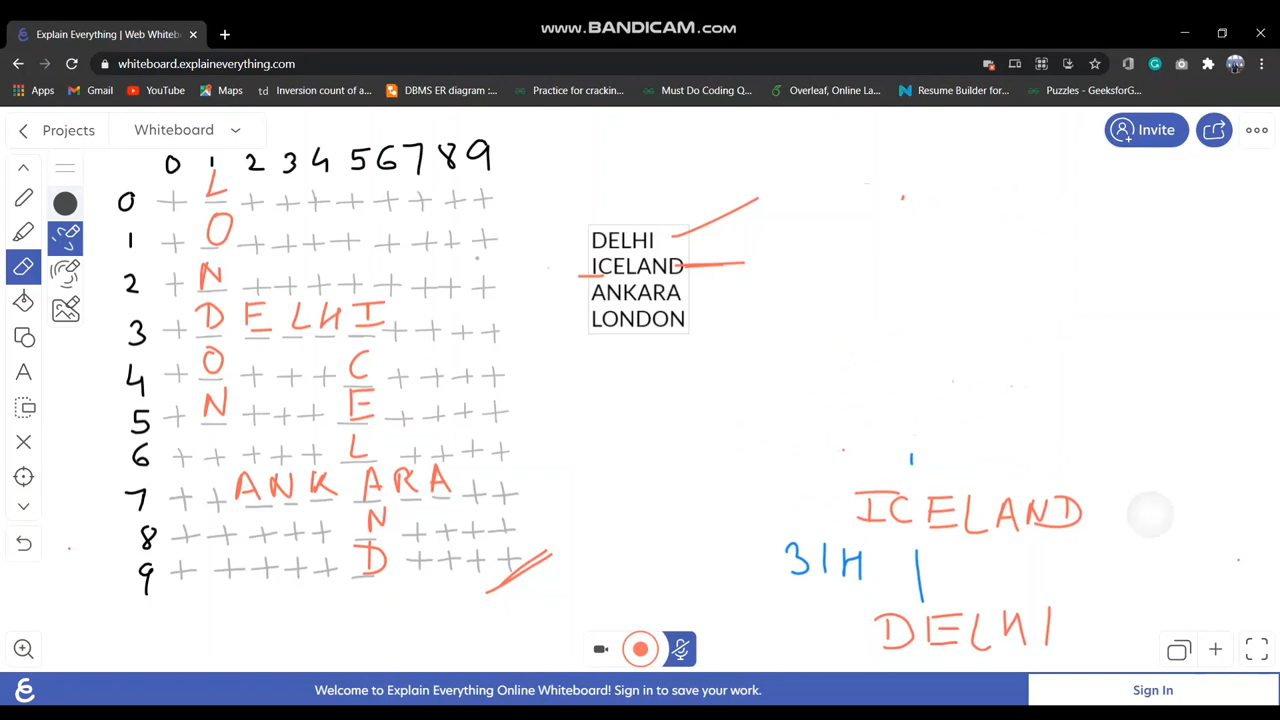 www.BANDICAM.com
Explain Everything | Web Whiteb
whiteboard.explaineverything.com
Apps Gmail YouTube Maps td Inversion count of a... DBMS ER diagram :... Practice for crackin... Must Do Coding Q... Overleaf, Online La... Resume Builder for... Puzzles - GeeksforG...
Projects Whiteboard Invite
0 1 2 3 4 5 6 7 8 9
0 + L + + + + + + + +
1 + O + + + + + + + +
2 + N + + + + + + + +
3 + D E L H I + + + +
4 + O + + + C + + + +
5 + N + + + E + + + +
6 + + + + + L + + + +
7 + + A N K A R A + +
8 + + + + + N + + + +
9 + + + + + D + + + +
DELHI
ICELAND
ANKARA
LONDON
ICELAND
31H
DELHI
Welcome to Explain Everything Online Whiteboard! Sign in to save your work. Sign In